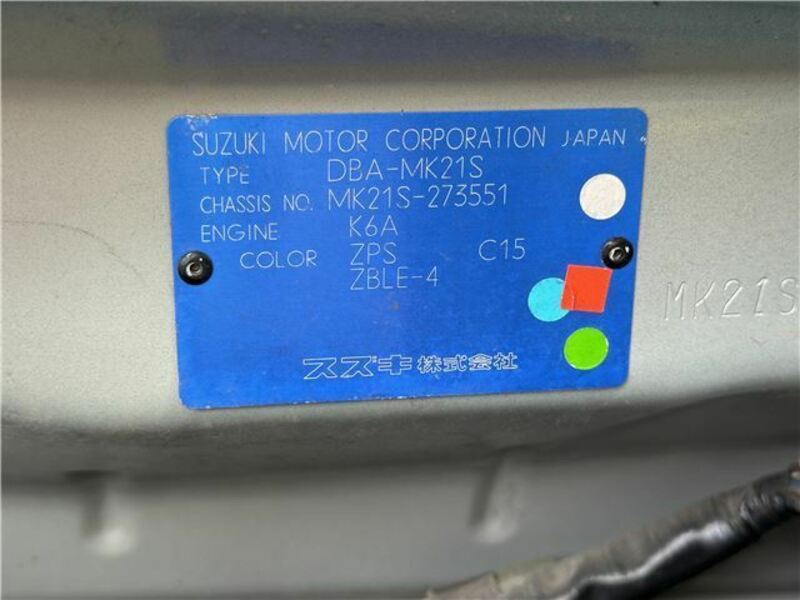 SUZUKI MOTOR CORPORATION JAPAN
TYPE DBA-MK21S
CHASSIS NO. MK21S-273551
ENGINE K6A
COLOR ZPS C15
ZBLE-4
スズキ株式会社
MK21S